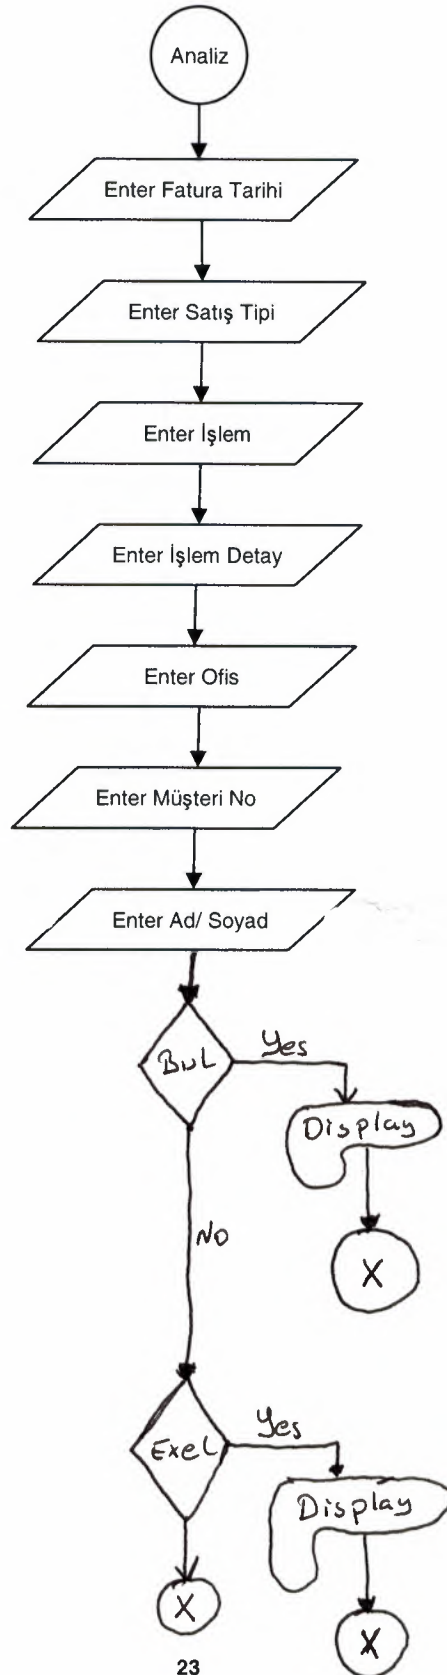 Analiz
Enter Fatura Tarihi
Enter Satış Tipi
Enter İşlem
Enter İşlem Detay
Enter Ofis
Enter Müşteri No
Enter Ad/ Soyad
BuL
Yes
Display
X
No
ExeL
Yes
Display
X
X
23